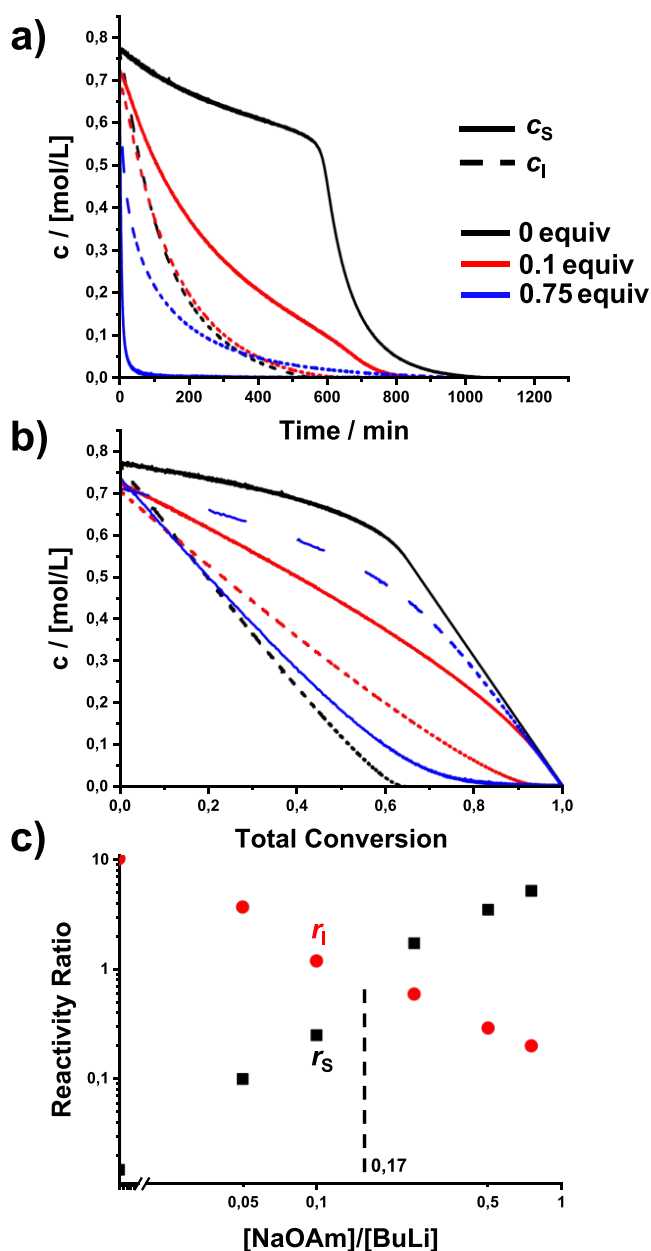 a)
0,8
0,7
0,6
0,5
0,4
0,3
0,2
0,1
0,0
c / [mol/L]
0 200 400 600 800 1000 1200
Time / min
cS
cI
0 equiv
0.1 equiv
0.75 equiv
b)
0,8
0,7
0,6
0,5
0,4
0,3
0,2
0,1
0,0
c / [mol/L]
0,0 0,2 0,4 0,6 0,8 1,0
Total Conversion
c)
10
1
0,1
Reactivity Ratio
rI
rS
0,17
0,05 0,1 0,5 1
[NaOAm]/[BuLi]